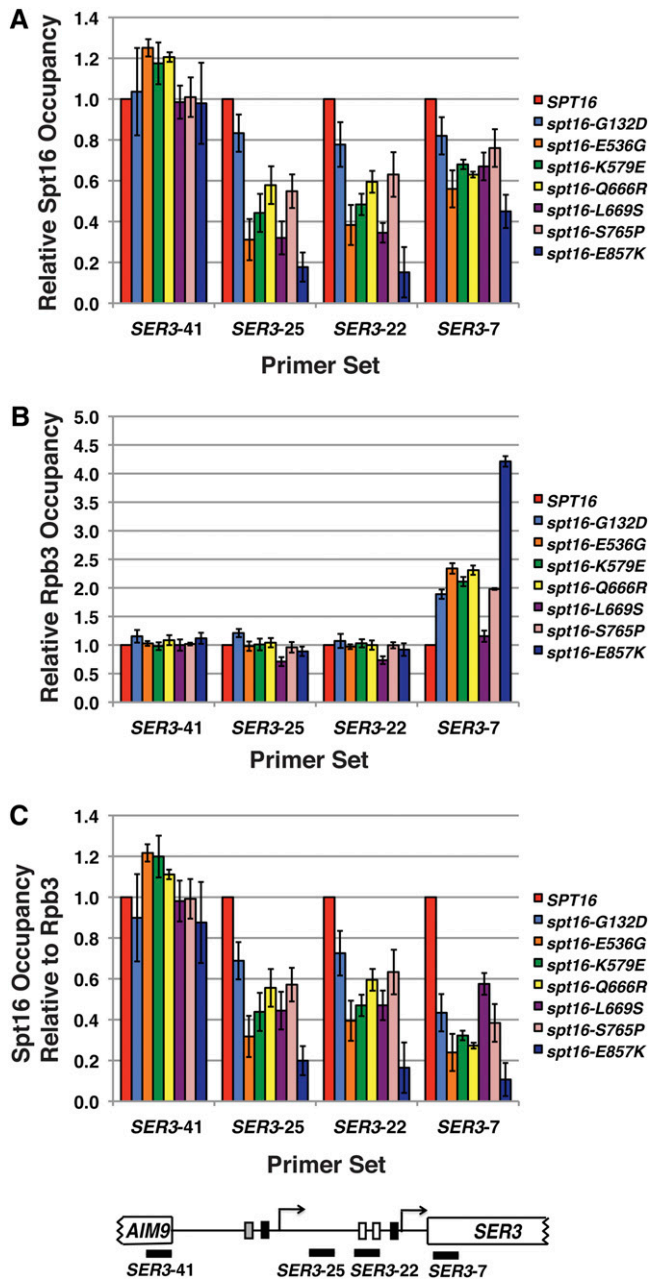 A
Relative Spt16 Occupancy
1.4
1.2
1.0
0.8
0.6
0.4
0.2
0.0
SER3-41 SER3-25 SER3-22 SER3-7
Primer Set
SPT16
spt16-G132D
spt16-E536G
spt16-K579E
spt16-Q666R
spt16-L669S
spt16-S765P
spt16-E857K
B
Relative Rpb3 Occupancy
5.0
4.5
4.0
3.5
3.0
2.5
2.0
1.5
1.0
0.5
0.0
SER3-41 SER3-25 SER3-22 SER3-7
Primer Set
SPT16
spt16-G132D
spt16-E536G
spt16-K579E
spt16-Q666R
spt16-L669S
spt16-S765P
spt16-E857K
C
Spt16 Occupancy
Relative to Rpb3
1.4
1.2
1.0
0.8
0.6
0.4
0.2
0.0
SER3-41 SER3-25 SER3-22 SER3-7
Primer Set
SPT16
spt16-G132D
spt16-E536G
spt16-K579E
spt16-Q666R
spt16-L669S
spt16-S765P
spt16-E857K
AIM9 SER3
SER3-41 SER3-25 SER3-22 SER3-7